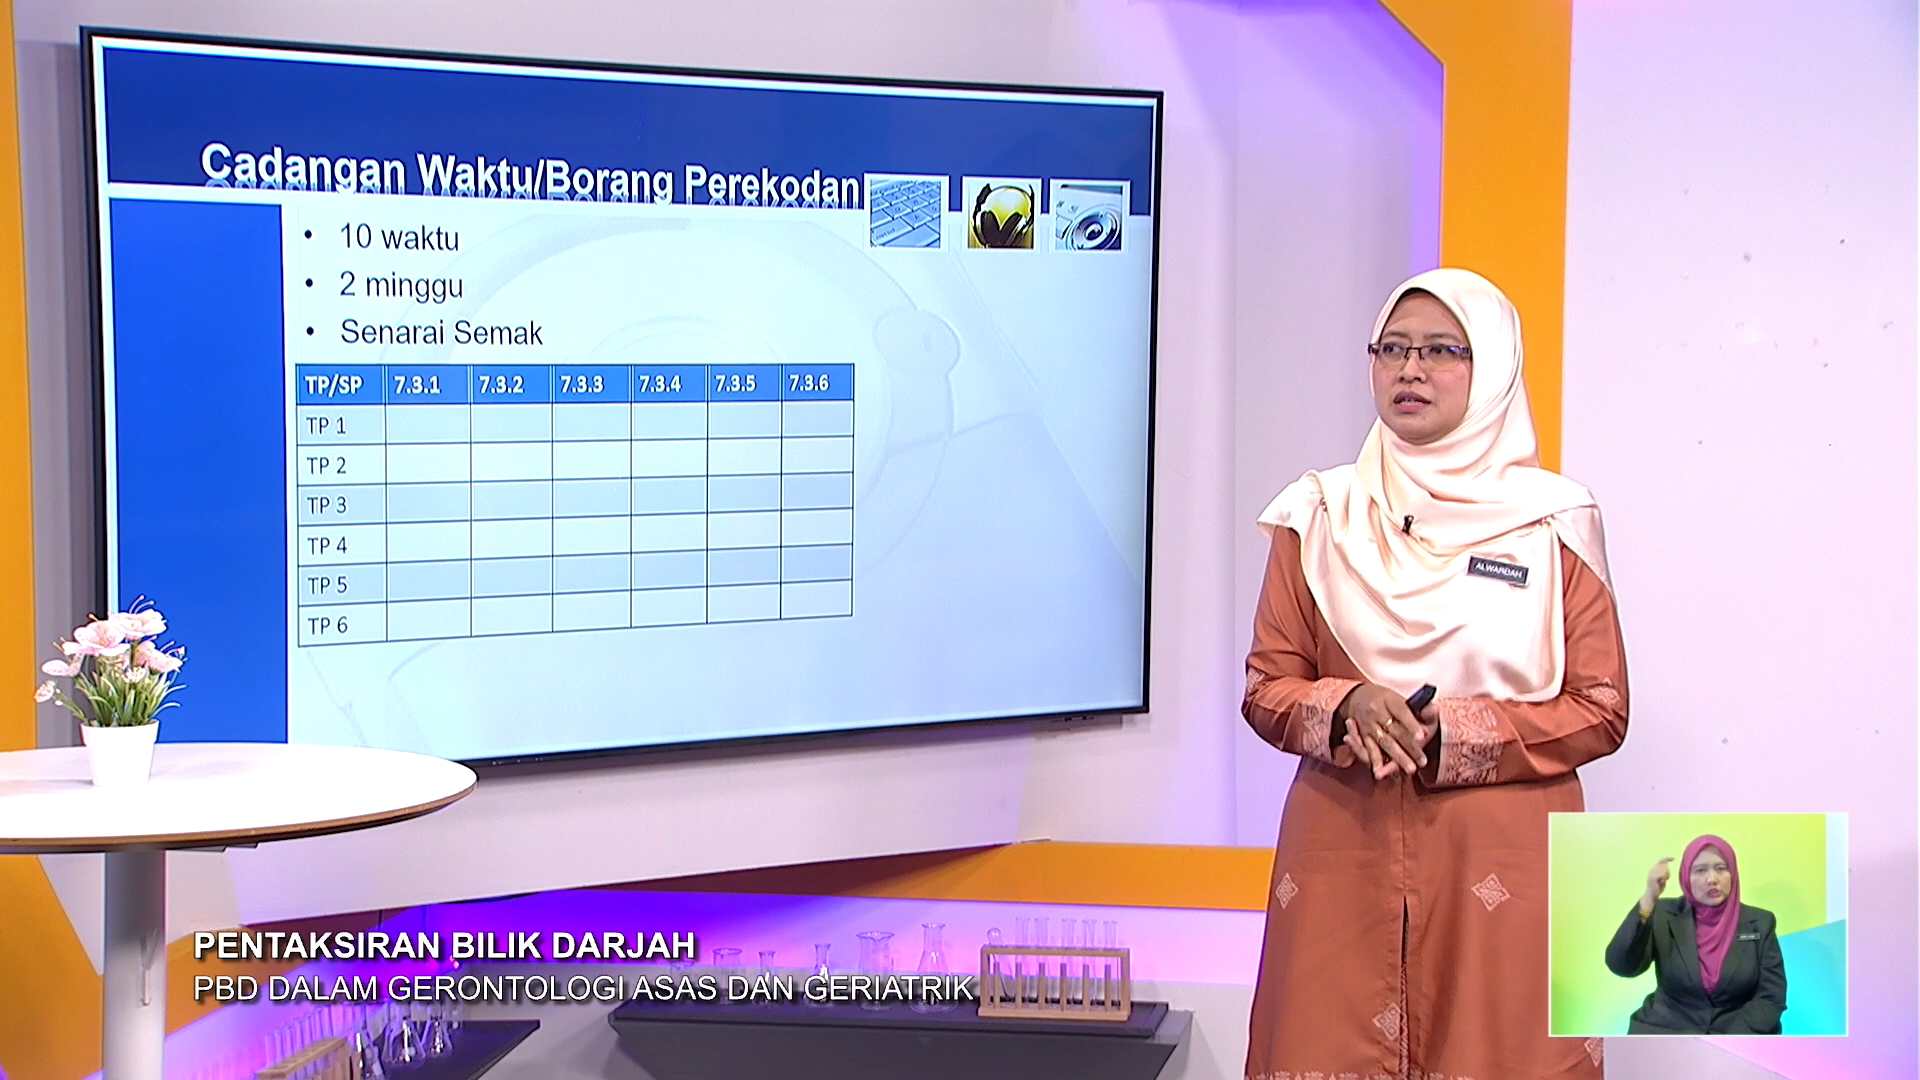 Cadangan Waktu/Borang Perekodan
• 10 waktu
• 2 minggu
• Senarai Semak
TP/SP 7.3.1 7.3.2 7.3.3 7.3.4 7.3.5 7.3.6
TP 1
TP 2
TP 3
TP 4
TP 5
TP 6
ALWARDAH
PENTAKSIRAN BILIK DARJAH
PBD DALAM GERONTOLOGI ASAS DAN GERIATRIK